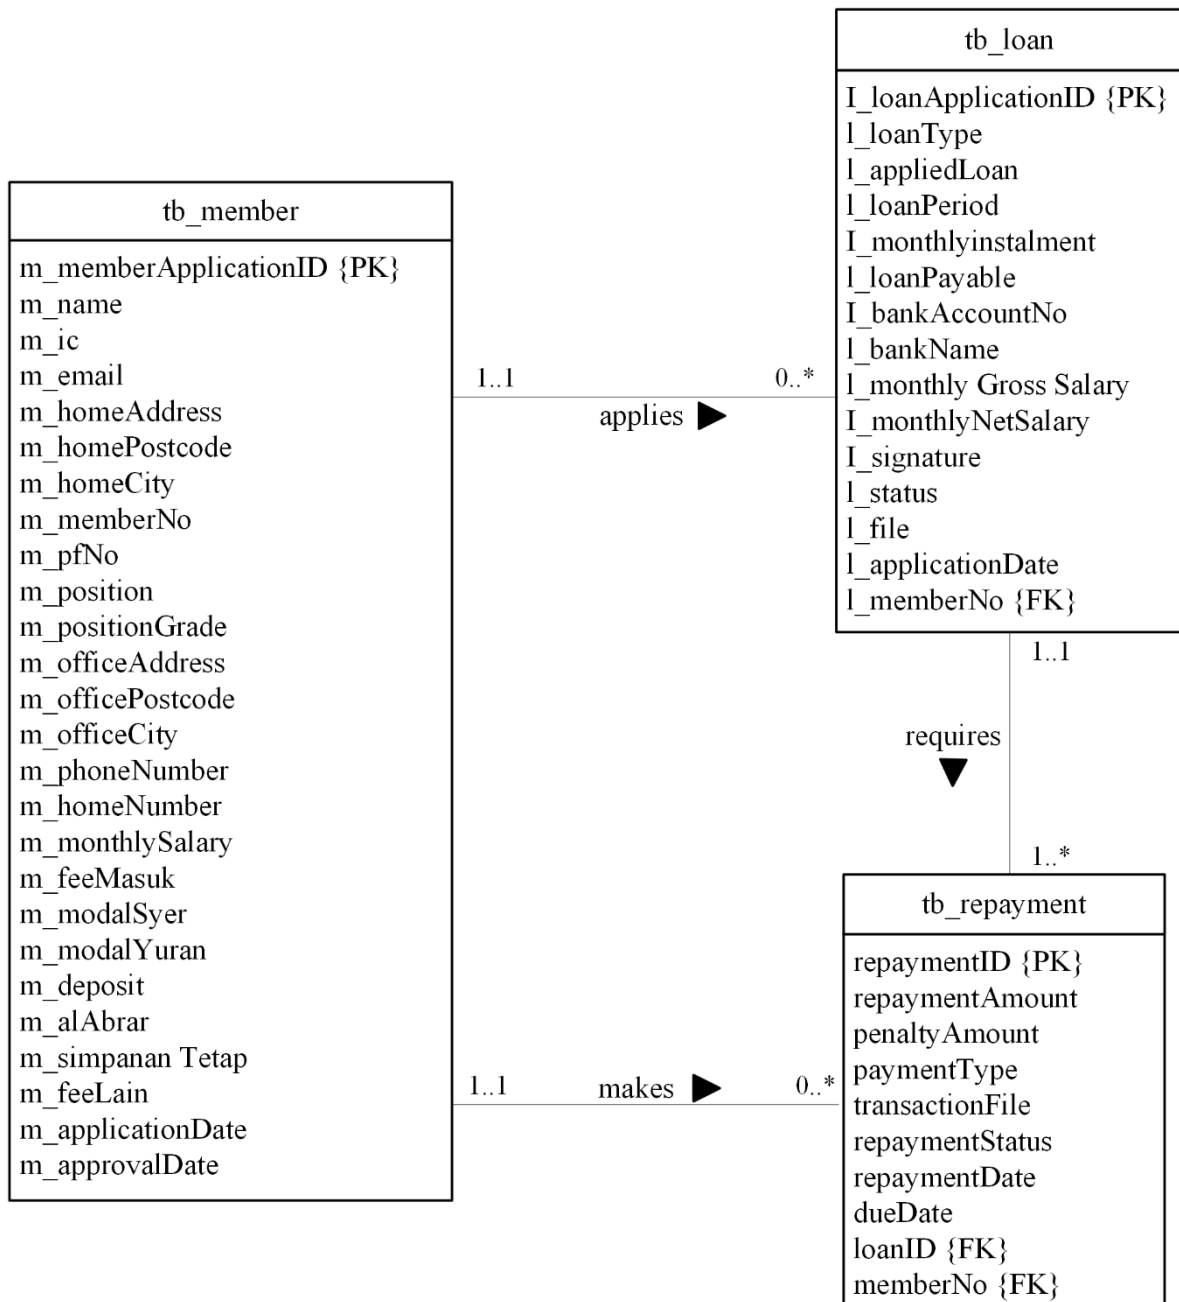 tb_loan
I_loanApplicationID {PK}
l_loanType
l_appliedLoan
l_loanPeriod
I_monthlyinstalment
l_loanPayable
I_bankAccountNo
l_bankName
l_monthly Gross Salary
I_monthlyNetSalary
I_signature
l_status
l_file
l_applicationDate
l_memberNo {FK}
tb_member
m_memberApplicationID {PK}
m_name
m_ic
m_email
m_homeAddress
m_homePostcode
m_homeCity
m_memberNo
m_pfNo
m_position
m_positionGrade
m_officeAddress
m_officePostcode
m_officeCity
m_phoneNumber
m_homeNumber
m_monthlySalary
m_feeMasuk
m_modalSyer
m_modalYuran
m_deposit
m_alAbrar
m_simpanan Tetap
m_feeLain
m_applicationDate
m_approvalDate
1..1
0..*
applies
1..1
requires
1..*
1..1
makes
0..*
tb_repayment
repaymentID {PK}
repaymentAmount
penaltyAmount
paymentType
transactionFile
repaymentStatus
repaymentDate
dueDate
loanID {FK}
memberNo {FK}